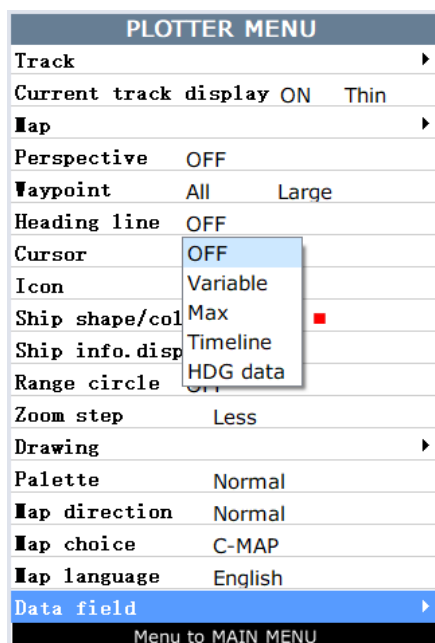 PLOTTER MENU
Track
Current track display ON Thin
Map
Perspective OFF
Waypoint All Large
Heading line OFF
Cursor OFF
Icon Variable
Ship shape/col Max
Ship info.disp Timeline
Range circle HDG data
Zoom step Less
Drawing
Palette Normal
Map direction Normal
Map choice C-MAP
Map language English
Data field
Menu to MAIN MENU